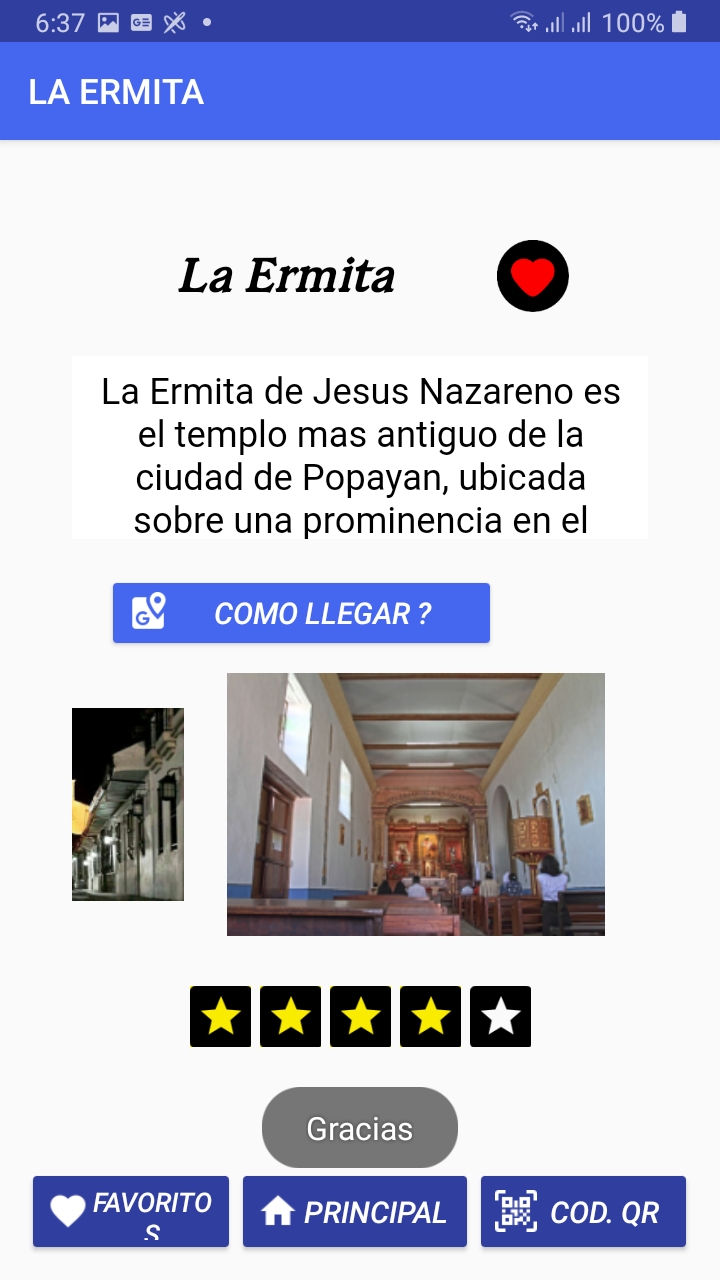 6:37
100%
LA ERMITA
La Ermita
La Ermita de Jesus Nazareno es
el templo mas antiguo de la
ciudad de Popayan, ubicada
sobre una prominencia en el
COMO LLEGAR ?
Gracias
FAVORITO
S
PRINCIPAL
COD. QR